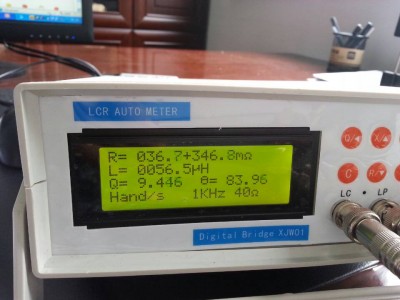 LCR AUTO METER
R= 036.7+346.8mΩ
L= 0056.5μH
Q= 9.446 θ= 83.96
Hand/s 1KHz 40Ω
Digital Bridge XJW01
Q/◀
X/▲
C
R/▼
LC • LP